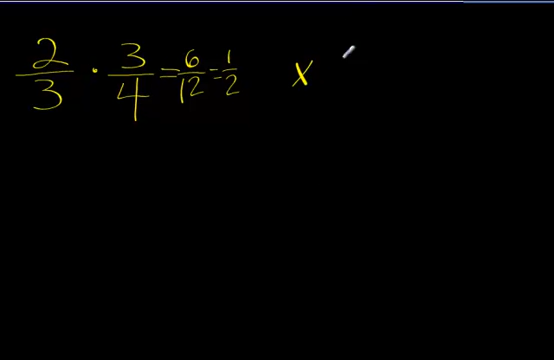 2/3 · 3/4 = 6/12 = 1/2 x